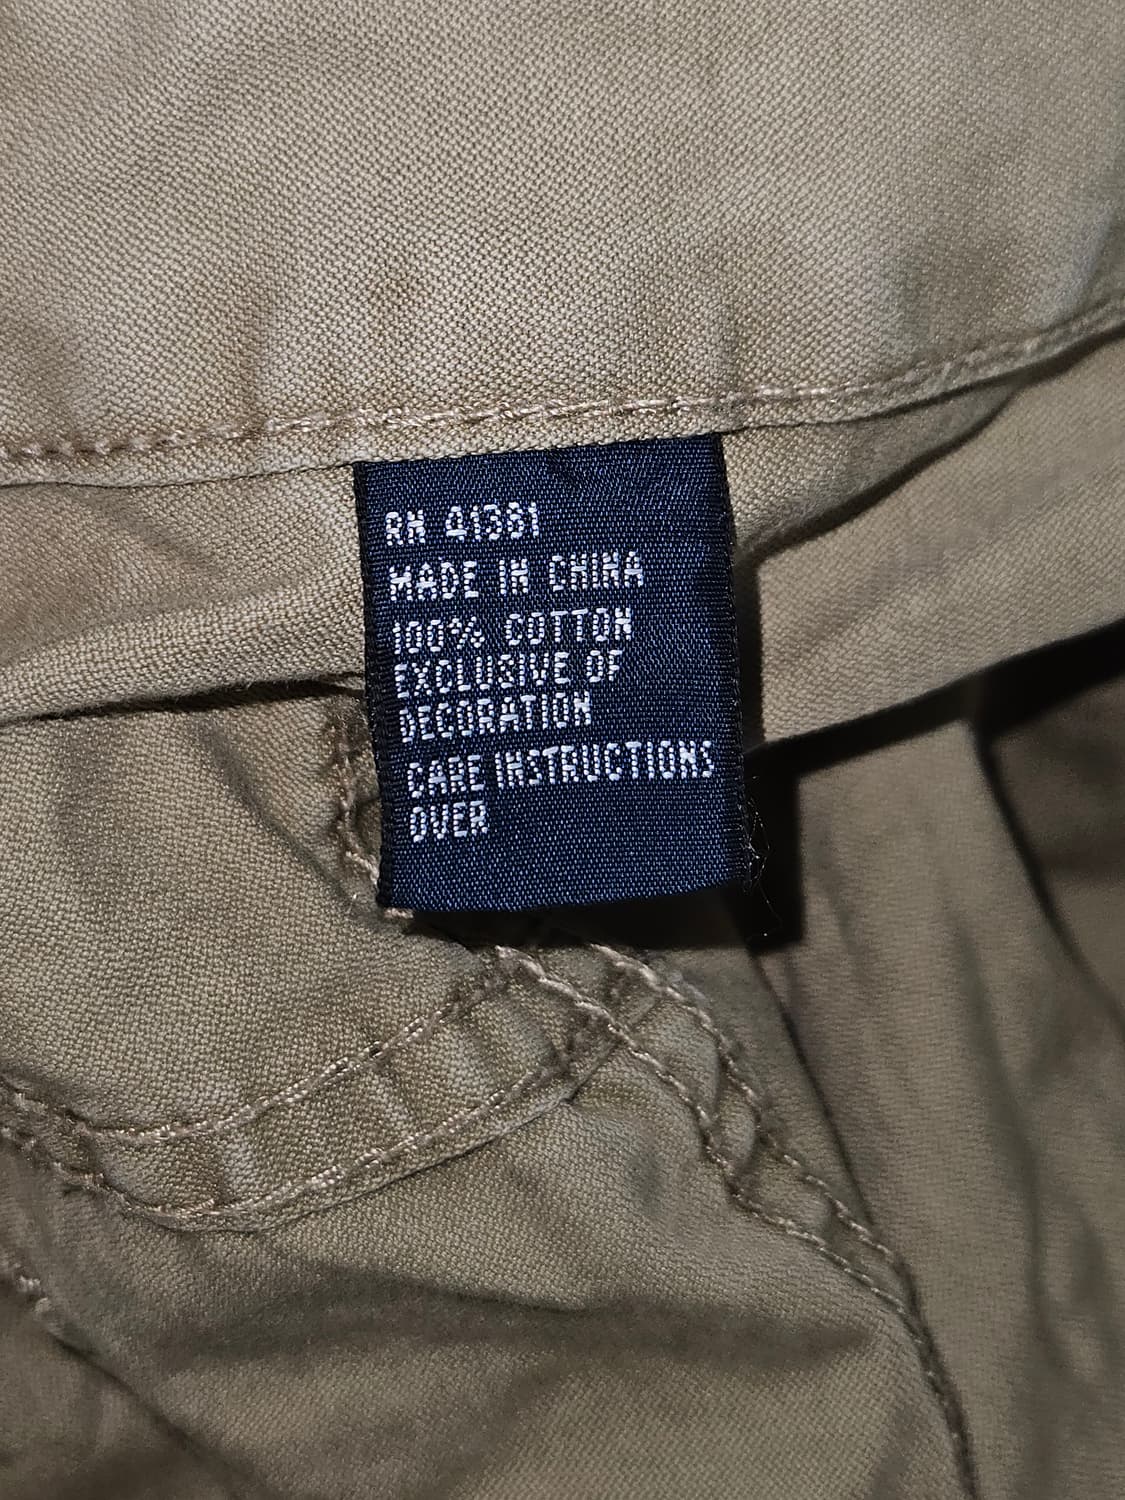 RN 41381
MADE IN CHINA
100% COTTON
EXCLUSIVE OF
DECORATION
CARE INSTRUCTIONS
OVER